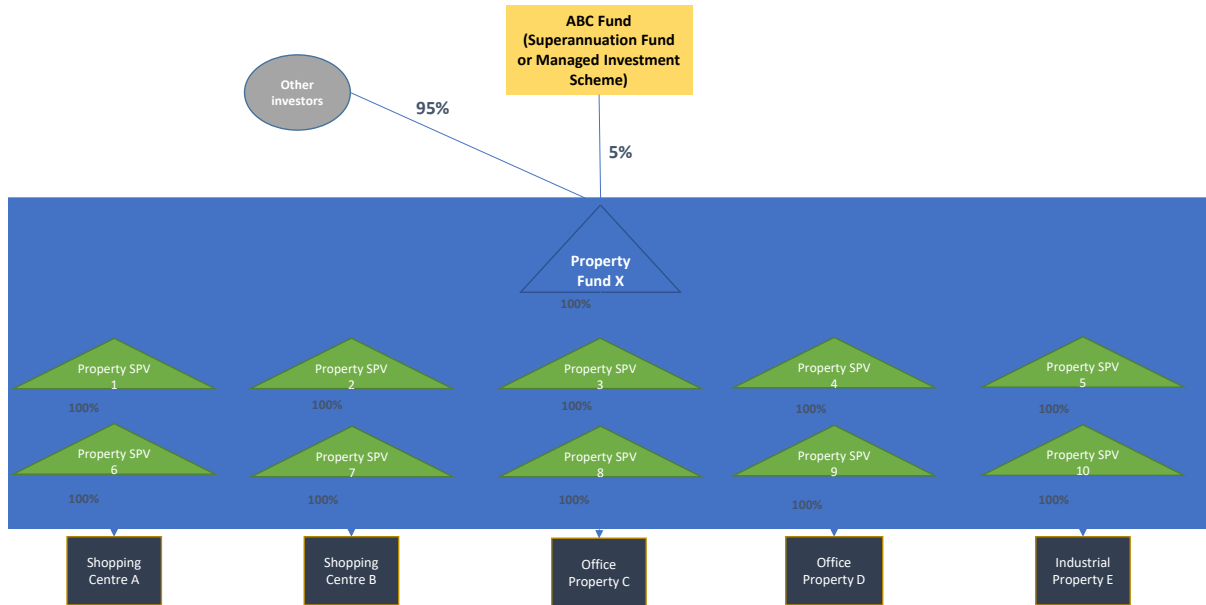 ABC Fund
(Superannuation Fund
or Managed Investment
Scheme)
Other
investors
95%
5%
Property
Fund X
100%
Property SPV
1
Property SPV
2
Property SPV
3
Property SPV
4
Property SPV
5
100%
100%
100%
100%
100%
Property SPV
6
Property SPV
7
Property SPV
8
Property SPV
9
Property SPV
10
100%
100%
100%
100%
100%
Shopping
Centre A
Shopping
Centre B
Office
Property C
Office
Property D
Industrial
Property E